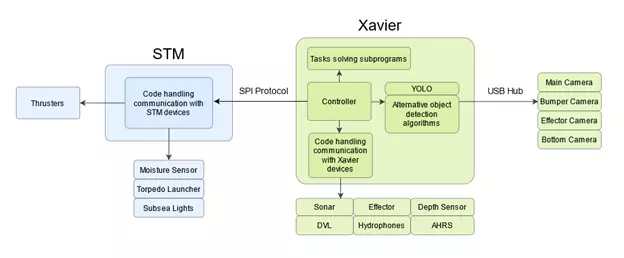 STM
Xavier
Thrusters
Code handling
communication with
STM devices
SPI Protocol
Moisture Sensor
Torpedo Launcher
Subsea Lights
Tasks solving subprograms
Controller
YOLO
Alternative object
detection
algorithms
Code handling
communication
with Xavier
devices
USB Hub
Main Camera
Bumper Camera
Effector Camera
Bottom Camera
Sonar
Effector
Depth Sensor
DVL
Hydrophones
AHRS